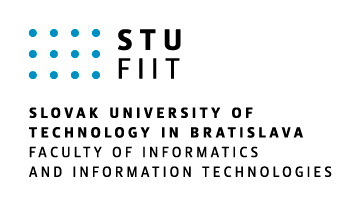 STU
FIIT
SLOVAK UNIVERSITY OF
TECHNOLOGY IN BRATISLAVA
FACULTY OF INFORMATICS
AND INFORMATION TECHNOLOGIES